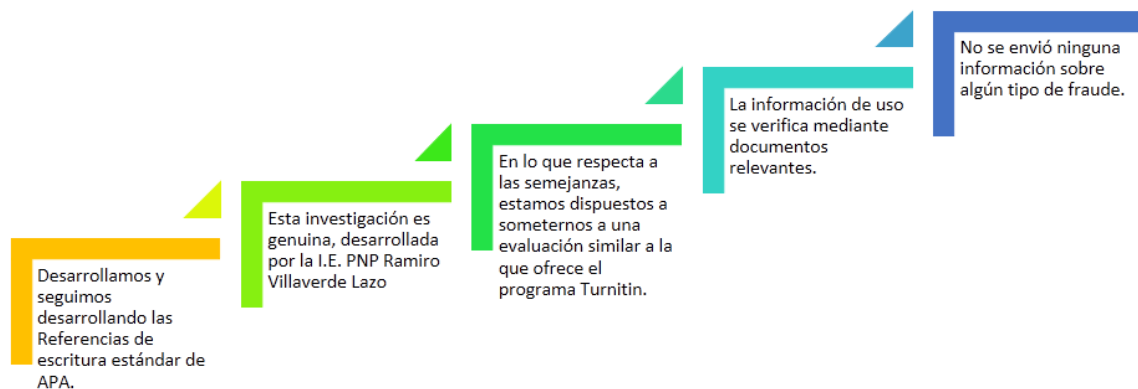 Desarrollamos y
seguimos
desarrollando las
Referencias de
escritura estándar de
APA.
Esta investigación es
genuina, desarrollada
por la I.E. PNP Ramiro
Villaverde Lazo
En lo que respecta a
las semejanzas,
estamos dispuestos a
someternos a una
evaluación similar a la
que ofrece el
programa Turnitin.
La información de uso
se verifica mediante
documentos
relevantes.
No se envió ninguna
información sobre
algún tipo de fraude.